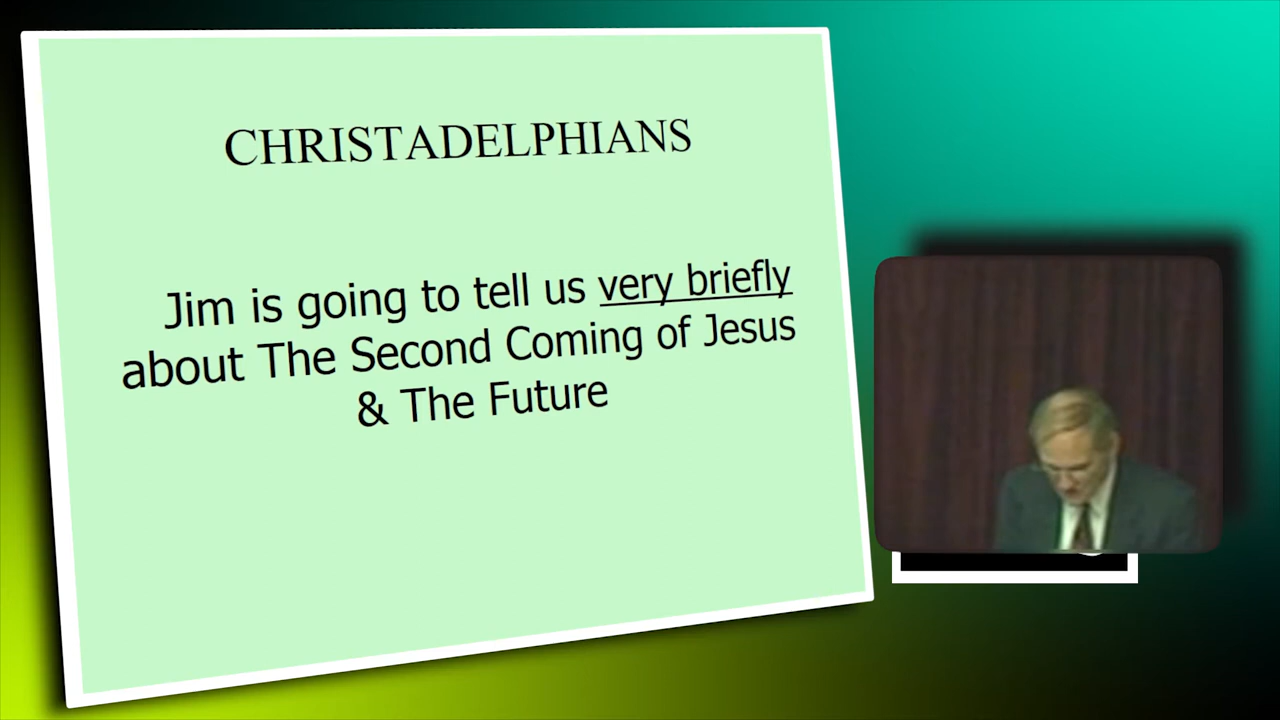 CHRISTADELPHIANS
Jim is going to tell us very briefly
about The Second Coming of Jesus
& The Future